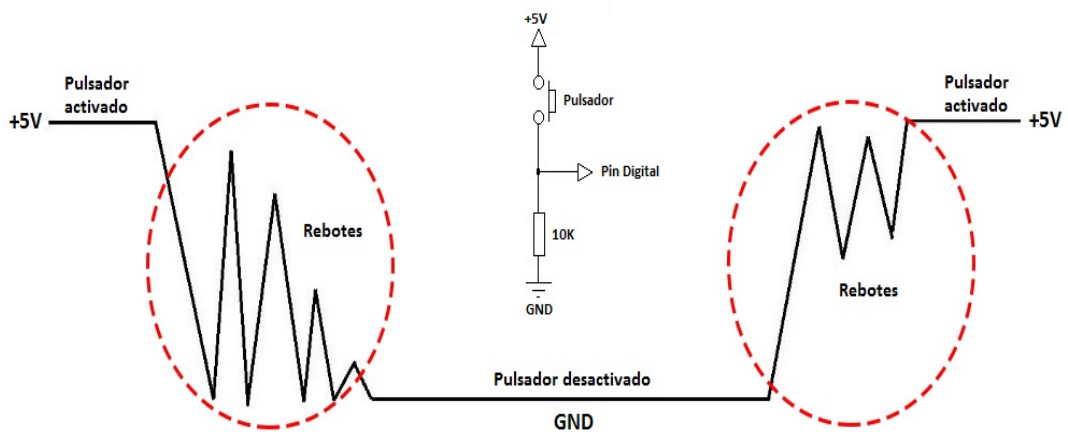 +5V
Pulsador
activado
+5V
Rebotes
Pulsador
Pin Digital
10K
GND
Pulsador
activado
+5V
Rebotes
Pulsador desactivado
GND